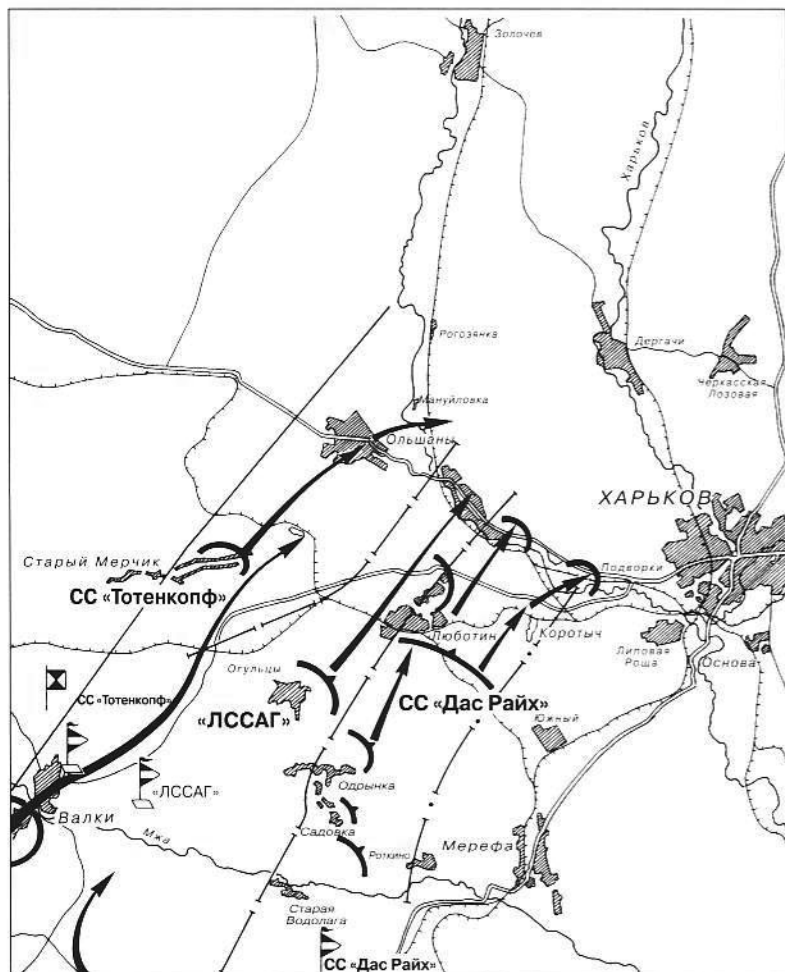 Золочев
Харьков
Рогозянка
Дергачи
Черкасская
Лозовая
Мануйловка
Ольшаны
ХАРЬКОВ
Старый Мерчик
Подворки
СС «Тотенкопф»
Люботин
Коротыч
Липовая
Роща
Основа
Огульцы
СС «Тотенкопф»
«ЛССАГ»
СС «Дас Райх»
Южный
«ЛССАГ»
Одрынка
Валки
Мжа
Садовка
Роткино
Мерефа
Старая
Водолага
СС «Дас Райх»